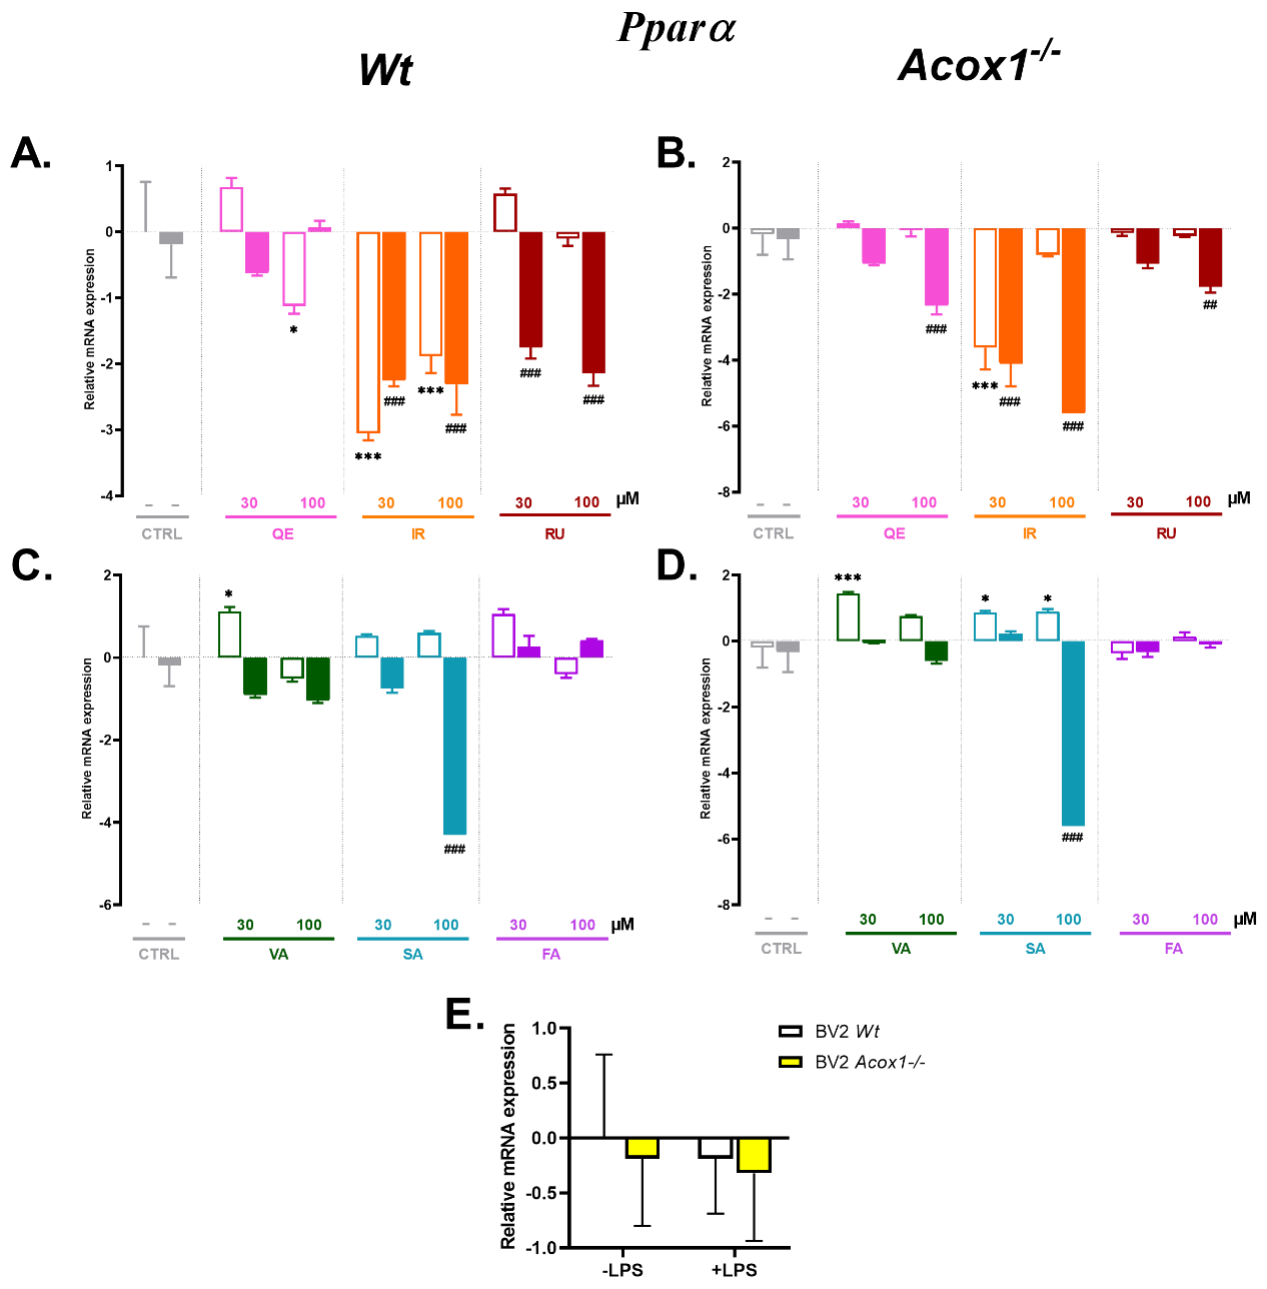 Pparα
Wt
Acox1-/-
A.
Relative mRNA expression
1
0
-1
-2
-3
-4
*
***
###
***
###
###
###
– –
30 100
30 100
30 100 µM
CTRL QE IR RU
B.
Relative mRNA expression
2
0
-2
-4
-6
-8
###
***
###
###
##
– –
30 100
30 100
30 100 µM
CTRL QE IR RU
C.
Relative mRNA expression
2
0
-2
-4
-6
*
###
– –
30 100
30 100
30 100 µM
CTRL VA SA FA
D.
Relative mRNA expression
2
0
-2
-4
-6
-8
***
*
*
###
– –
30 100
30 100
30 100 µM
CTRL VA SA FA
E.
Relative mRNA expression
1.0
0.5
0.0
-0.5
-1.0
-LPS +LPS
BV2 Wt
BV2 Acox1-/-